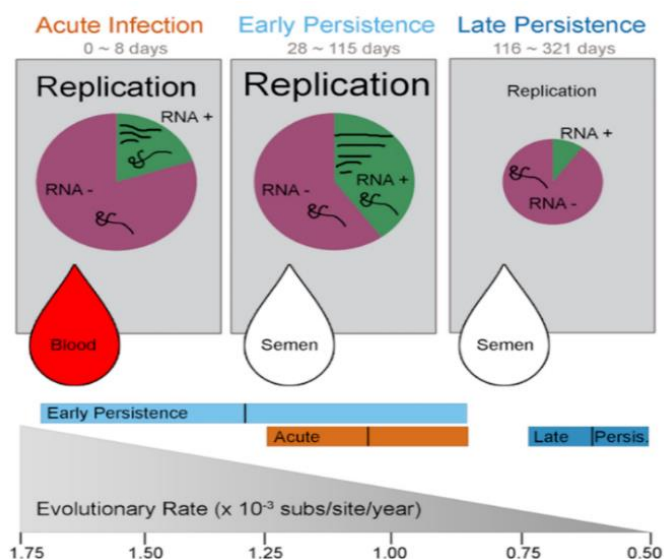 Acute Infection
0 ~ 8 days
Early Persistence
28 ~ 115 days
Late Persistence
116 ~ 321 days
Replication
RNA +
RNA -
Blood
Replication
RNA -
RNA +
Semen
Replication
RNA +
RNA -
Semen
Early Persistence
Acute
Late Persis.
Evolutionary Rate (x 10⁻³ subs/site/year)
1.75 1.50 1.25 1.00 0.75 0.50